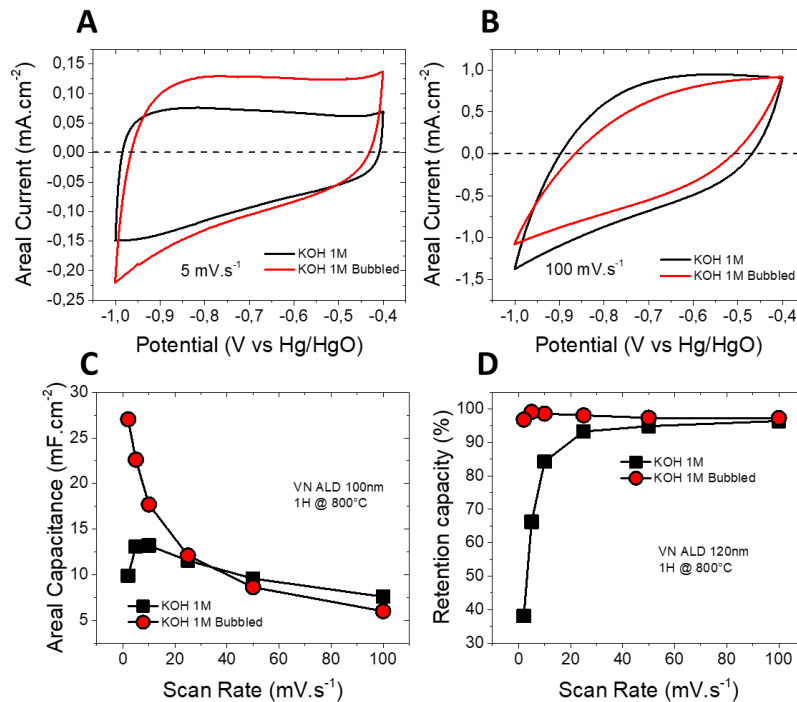 A
Areal Current (mA.cm⁻²)
0,15
0,10
0,05
0,00
-0,05
-0,10
-0,15
-0,20
-0,25
5 mV.s⁻¹
KOH 1M
KOH 1M Bubbled
-1,0 -0,9 -0,8 -0,7 -0,6 -0,5 -0,4
Potential (V vs Hg/HgO)
B
Areal Current (mA.cm⁻²)
1,0
0,5
0,0
-0,5
-1,0
-1,5
100 mV.s⁻¹
KOH 1M
KOH 1M Bubbled
-1,0 -0,9 -0,8 -0,7 -0,6 -0,5 -0,4
Potential (V vs Hg/HgO)
C
Areal Capacitance (mF.cm⁻²)
30
25
20
15
10
5
VN ALD 100nm
1H @ 800°C
KOH 1M
KOH 1M Bubbled
0 20 40 60 80 100
Scan Rate (mV.s⁻¹)
D
Retention capacity (%)
110
100
90
80
70
60
50
40
30
KOH 1M
KOH 1M Bubbled
VN ALD 120nm
1H @ 800°C
0 20 40 60 80 100
Scan Rate (mV.s⁻¹)